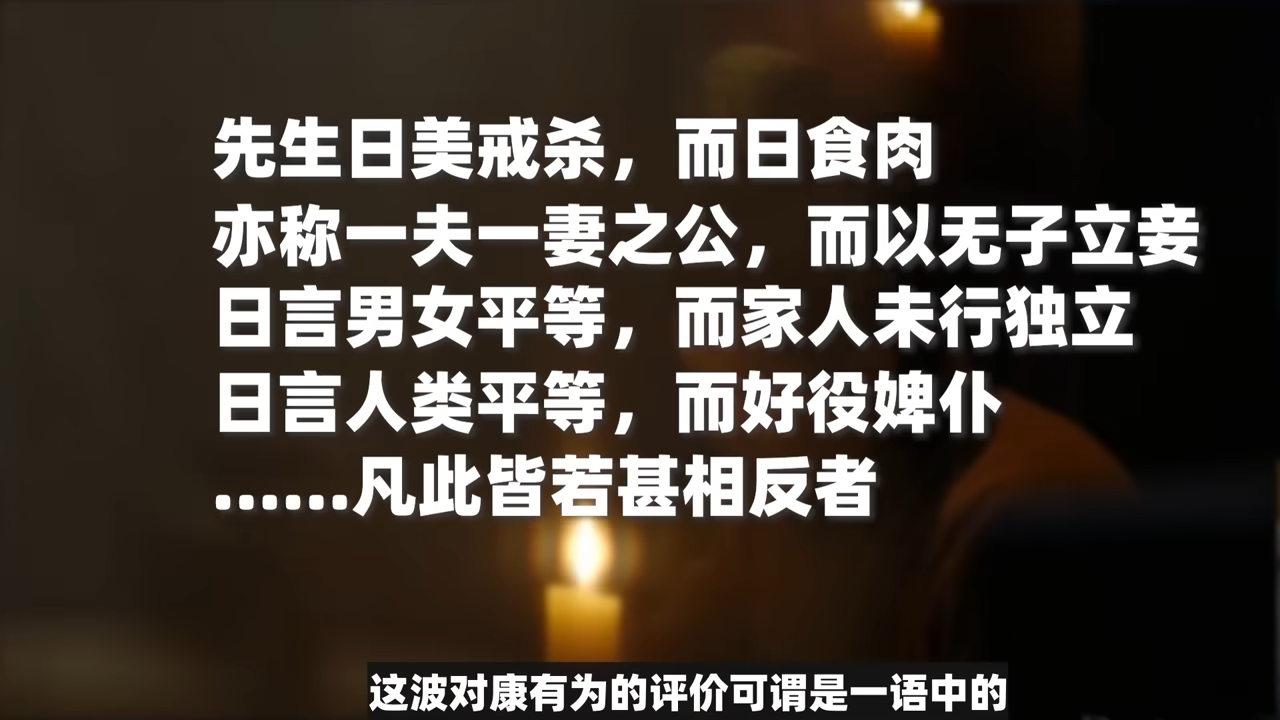 先生日美戒杀，而日食肉
亦称一夫一妻之公，而以无子立妾
日言男女平等，而家人未行独立
日言人类平等，而好役婢仆
……凡此皆若甚相反者
这波对康有为的评价可谓是一语中的